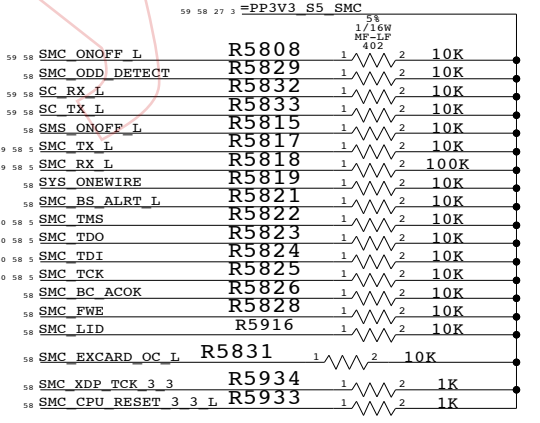 59 58 27 3 =PP3V3_S5_SMC
5%
1/16W
MF-LF
402
59 58 SMC_ONOFF_L R5808 1 2 10K
58 SMC_ODD_DETECT R5829 1 2 10K
59 58 SC_RX_L R5832 1 2 10K
59 58 SC_TX_L R5833 1 2 10K
58 SMS_ONOFF_L R5815 1 2 10K
9 58 5 SMC_TX_L R5817 1 2 10K
9 58 5 SMC_RX_L R5818 1 2 100K
58 SYS_ONEWIRE R5819 1 2 10K
58 SMC_BS_ALRT_L R5821 1 2 10K
0 58 5 SMC_TMS R5822 1 2 10K
0 58 5 SMC_TDO R5823 1 2 10K
0 58 5 SMC_TDI R5824 1 2 10K
0 58 5 SMC_TCK R5825 1 2 10K
58 SMC_BC_ACOK R5826 1 2 10K
58 SMC_FWE R5828 1 2 10K
58 SMC_LID R5916 1 2 10K
58 SMC_EXCARD_OC_L R5831 1 2 10K
58 SMC_XDP_TCK_3_3 R5934 1 2 1K
58 SMC_CPU_RESET_3_3_L R5933 1 2 1K